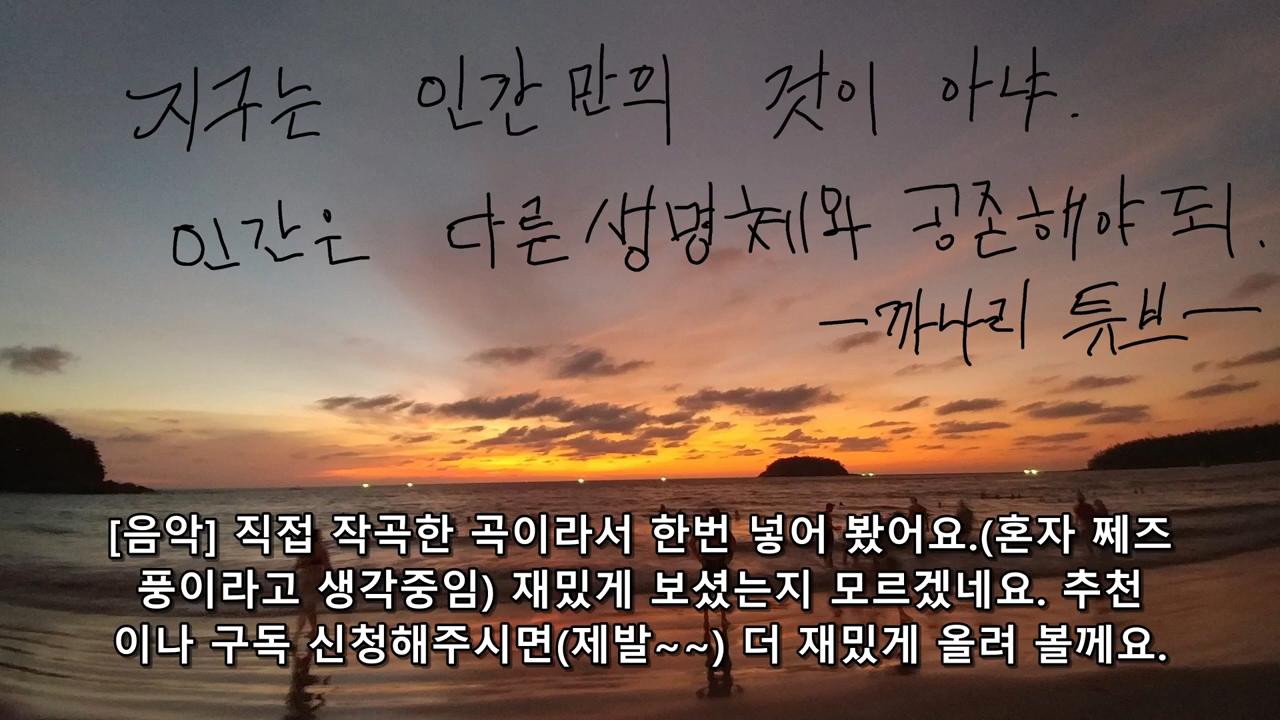 지구는 인간만의 것이 아냐.
인간은 다른 생명체와 공존해야 되.
-까나리 튜브-
[음악] 직접 작곡한 곡이라서 한번 넣어 봤어요.(혼자 쩨즈
풍이라고 생각중임) 재밌게 보셨는지 모르겠네요. 추천
이나 구독 신청해주시면(제발~~) 더 재밌게 올려 볼께요.